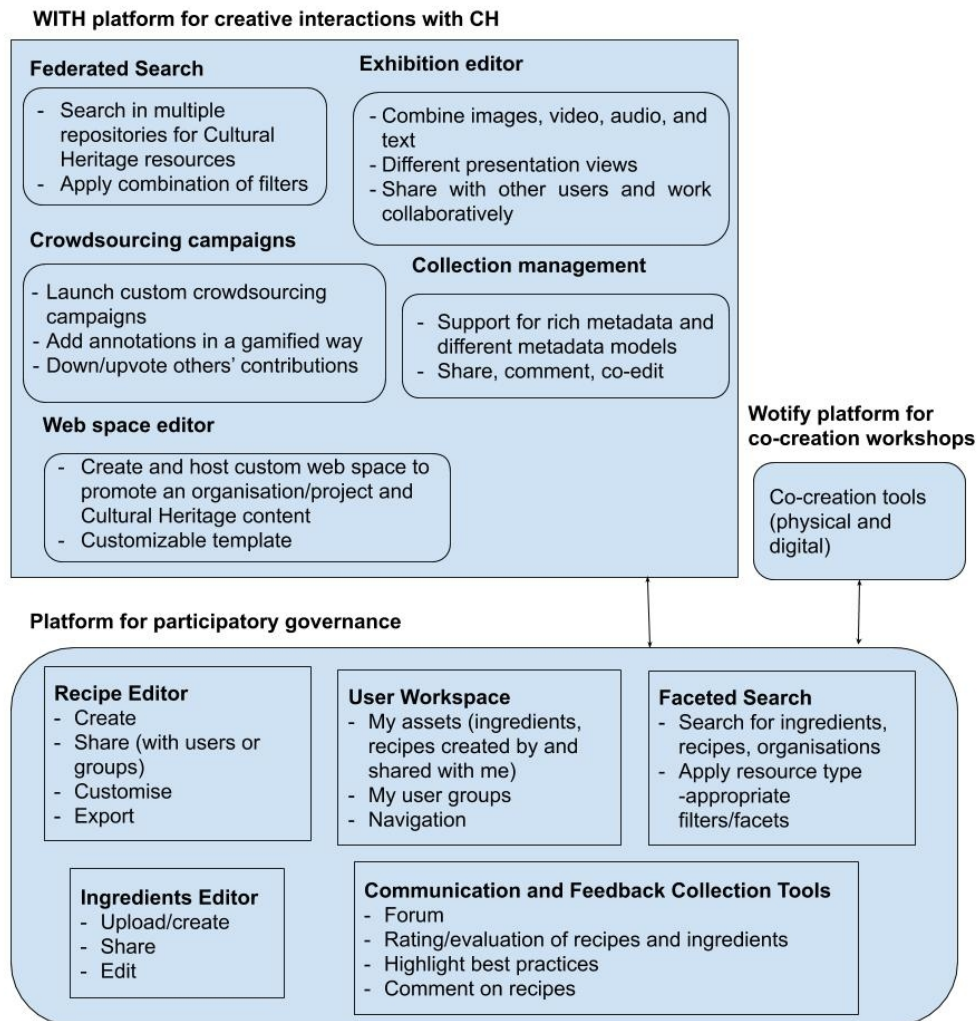 WITH platform for creative interactions with CH
Federated Search
- Search in multiple
repositories for Cultural
Heritage resources
- Apply combination of filters
Exhibition editor
- Combine images, video, audio, and
text
- Different presentation views
- Share with other users and work
collaboratively
Crowdsourcing campaigns
- Launch custom crowdsourcing
campaigns
- Add annotations in a gamified way
- Down/upvote others’ contributions
Collection management
- Support for rich metadata and
different metadata models
- Share, comment, co-edit
Web space editor
- Create and host custom web space to
promote an organisation/project and
Cultural Heritage content
- Customizable template
Wotify platform for
co-creation workshops
Co-creation tools
(physical and
digital)
Platform for participatory governance
Recipe Editor
- Create
- Share (with users or
groups)
- Customise
- Export
User Workspace
- My assets (ingredients,
recipes created by and
shared with me)
- My user groups
- Navigation
Faceted Search
- Search for ingredients,
recipes, organisations
- Apply resource type
-appropriate
filters/facets
Ingredients Editor
- Upload/create
- Share
- Edit
Communication and Feedback Collection Tools
- Forum
- Rating/evaluation of recipes and ingredients
- Highlight best practices
- Comment on recipes